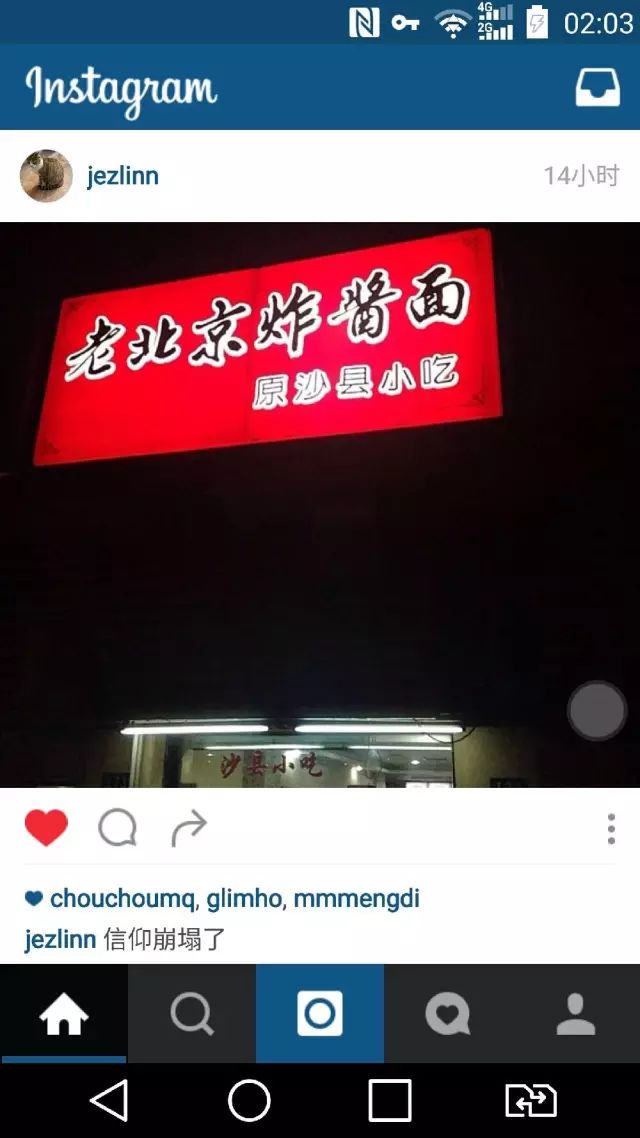 4G
2G
02:03
Instagram
jezlinn
14小时
老北京炸酱面
原沙县小吃
沙县小吃
chouchoumq, glimho, mmmengdi
jezlinn 信仰崩塌了